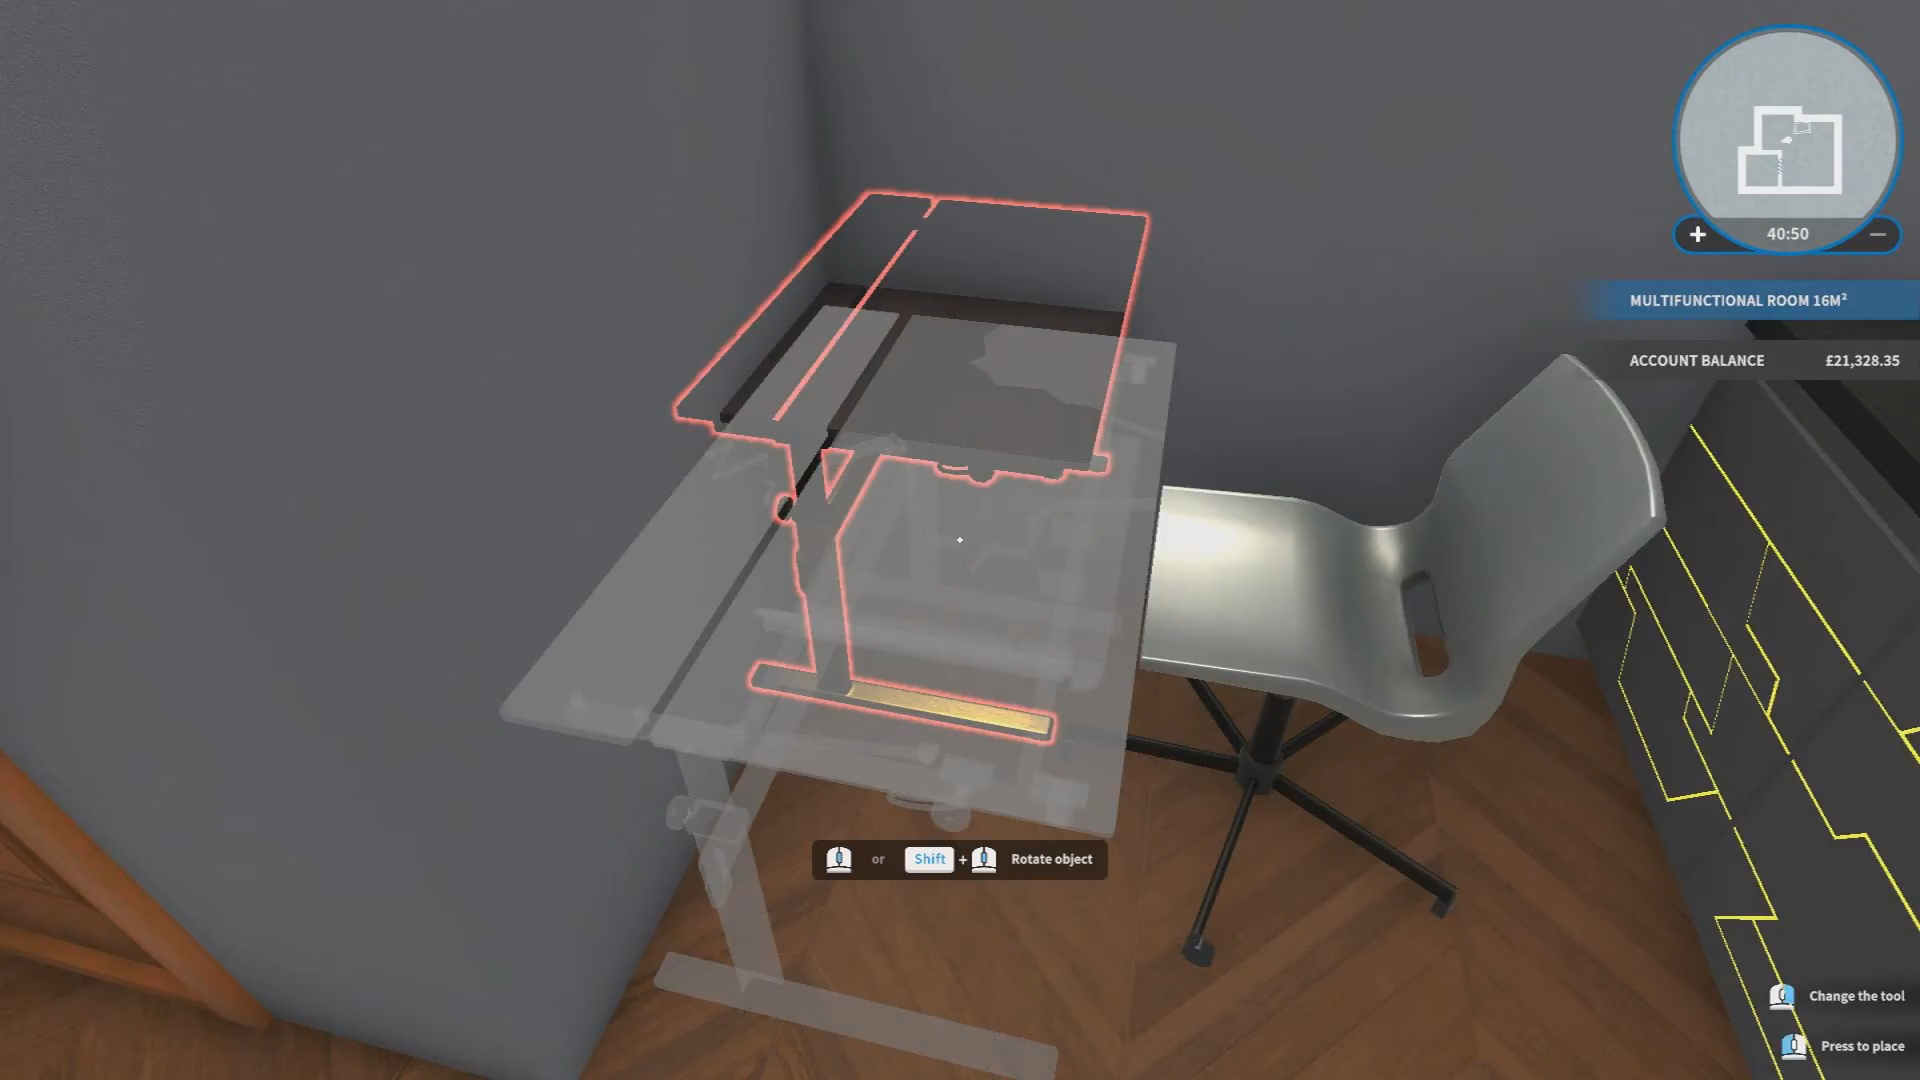 + 40:50 —
MULTIFUNCTIONAL ROOM 16M²
ACCOUNT BALANCE £21,328.35
or Shift + Rotate object
Change the tool
Press to place